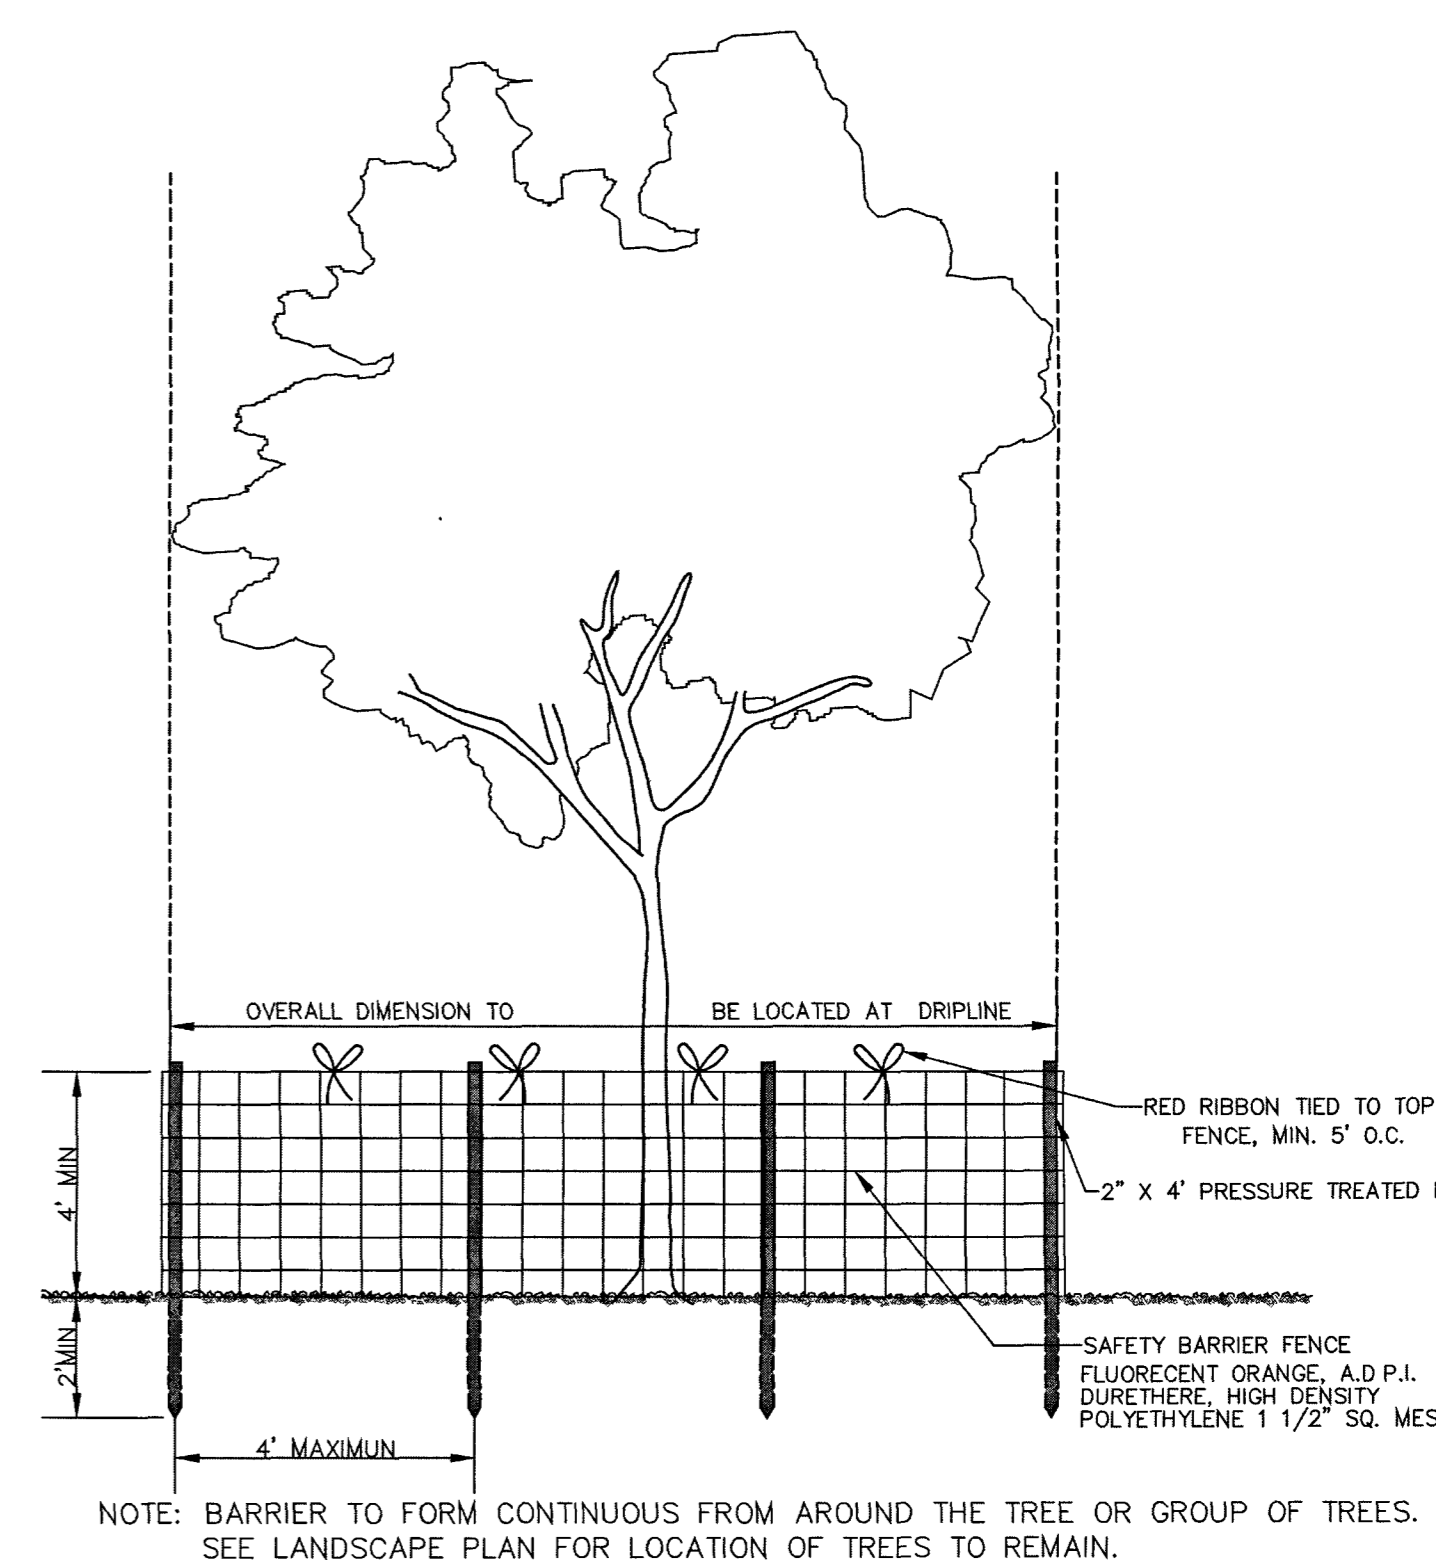 OVERALL DIMENSION TO BE LOCATED AT DRIPLINE
RED RIBBON TIED TO TOP
FENCE, MIN. 5' O.C.
4' MIN
2" X 4' PRESSURE TREATED
2'MIN
SAFETY BARRIER FENCE
FLUORECENT ORANGE, A.D P.I.
DURETHERE, HIGH DENSITY
POLYETHYLENE 1 1/2" SQ. MES
4' MAXIMUN
NOTE: BARRIER TO FORM CONTINUOUS FROM AROUND THE TREE OR GROUP OF TREES.
SEE LANDSCAPE PLAN FOR LOCATION OF TREES TO REMAIN.